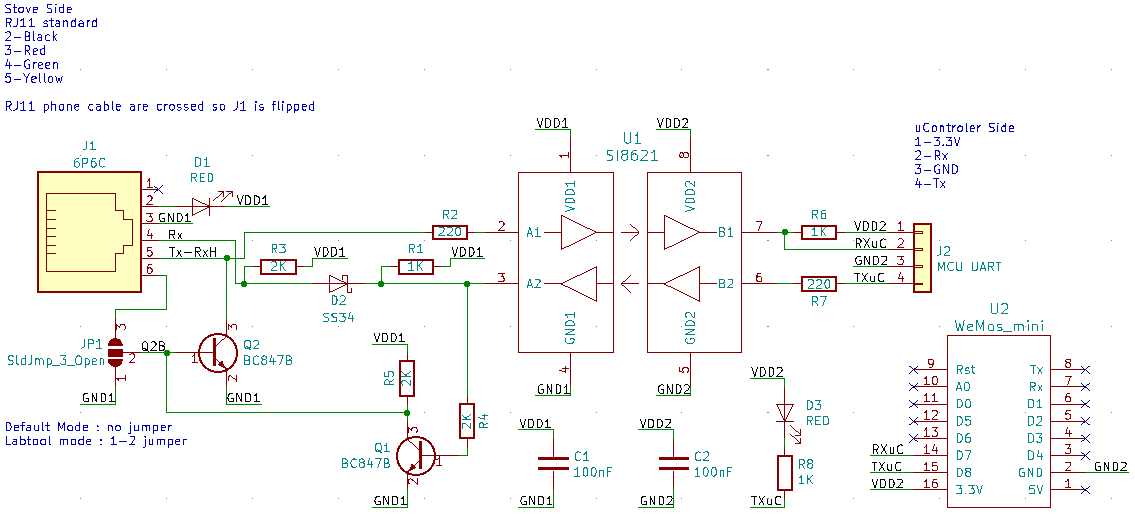 Stove Side
RJ11 standard
2-Black
3-Red
4-Green
5-Yellow
RJ11 phone cable are crossed so J1 is flipped
uControler Side
1-3.3V
2-Rx
3-GND
4-Tx
J1
6P6C
1
2
3
4
5
6
D1
RED
VDD1
GND1
Rx
Tx-RxH
R3
2K
VDD1
D2
SS34
R1
1K
VDD1
R2
220
VDD1
VDD2
U1
SI8621
1
8
VDD1
VDD2
2
A1
B1
7
3
A2
B2
6
GND1
GND2
4
5
GND1
GND2
R6
1K
220
R7
VDD2
RXuC
GND2
TXuC
1
2
3
4
J2
MCU UART
JP1
SldJmp_3_Open
3
2
1
GND1
Q2B
1
3
2
Q2
BC847B
GND1
Default Mode : no jumper
Labtool mode : 1-2 jumper
VDD1
R5
2K
R4
2K
Q1
BC847B
3
1
2
GND1
VDD1
C1
100nF
GND1
VDD2
C2
100nF
GND2
VDD2
D3
RED
R8
1K
TXuC
U2
WeMos_mini
9 Rst Tx 8
10 A0 Rx 7
11 D0 D1 6
12 D5 D2 5
13 D6 D3 4
RXuC 14 D7 D4 3
TXuC 15 D8 GND 2 GND2
VDD2 16 3.3V 5V 1